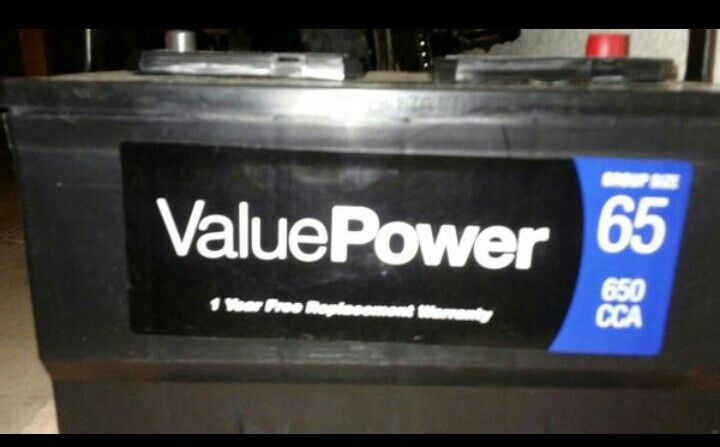 ValuePower
1 Year Free Replacement Warranty
GROUP SIZE
65
650
CCA